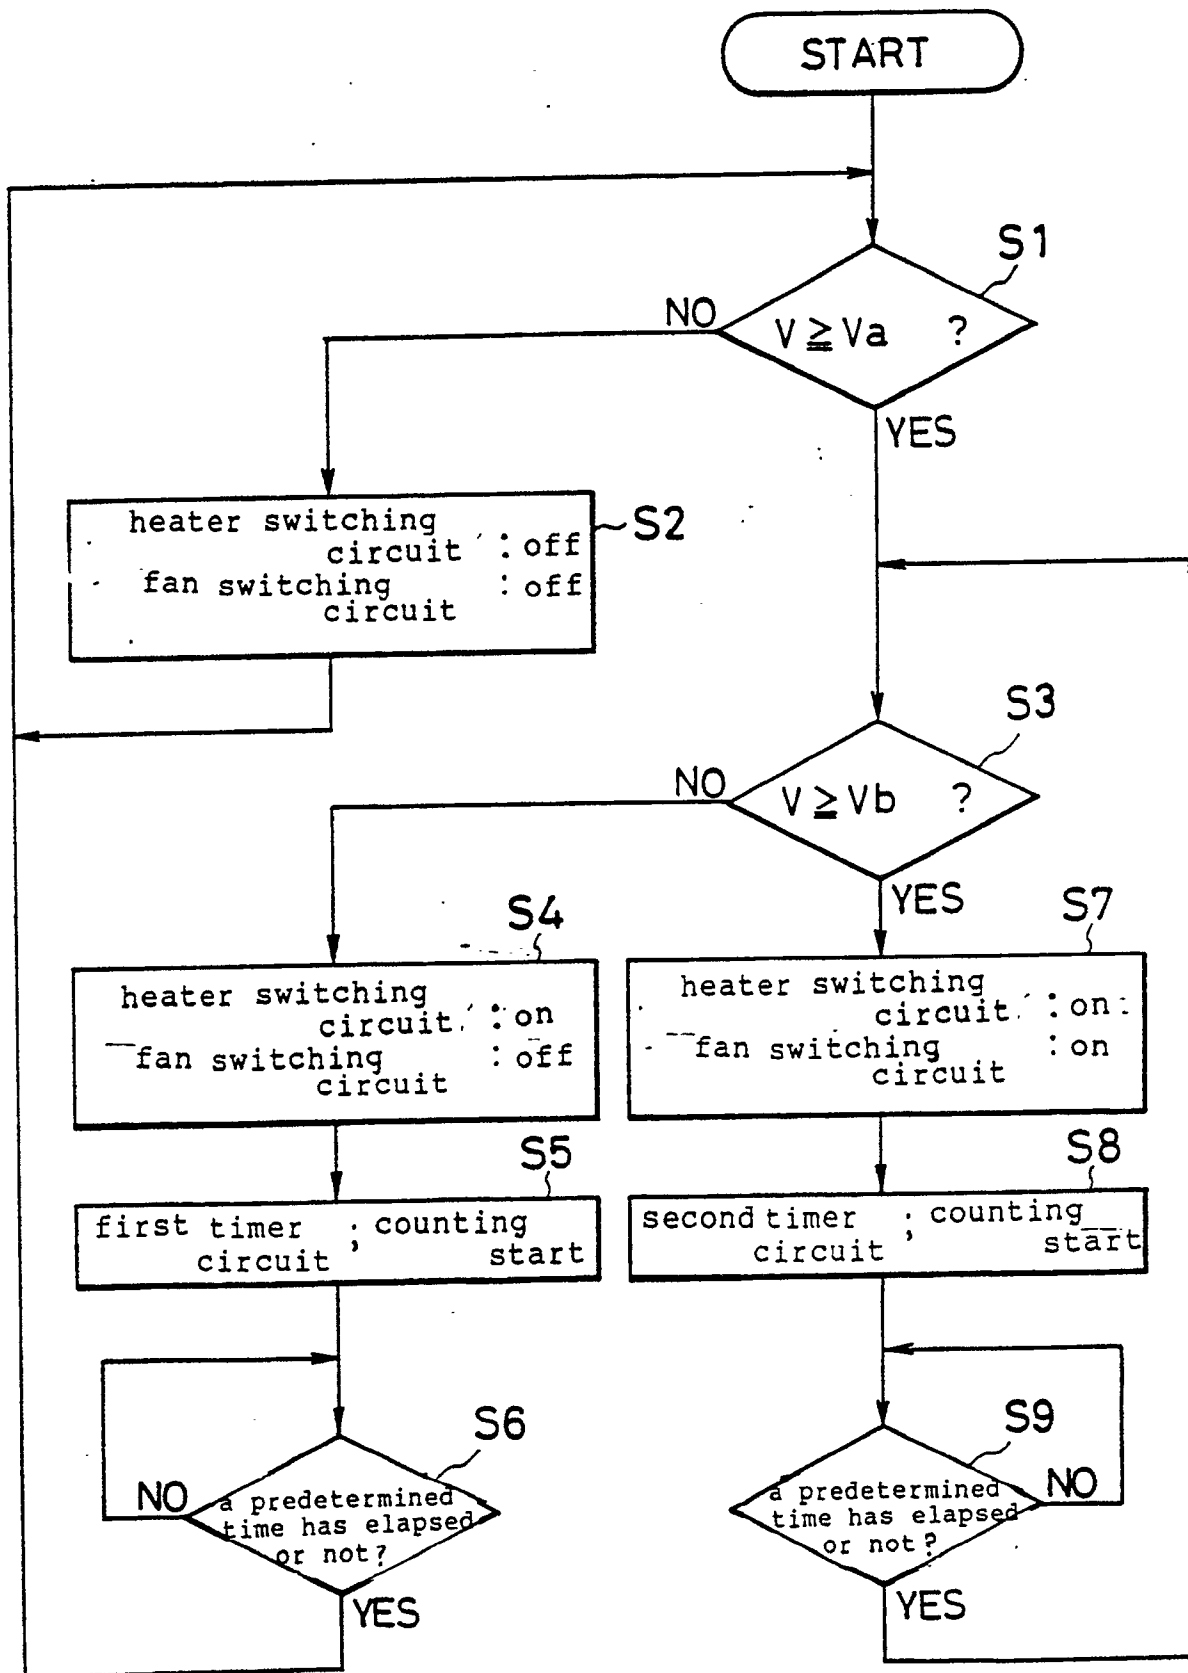 START
S1
NO
V ≧ Va ?
YES
heater switching
circuit : off
fan switching : off
circuit
S2
S3
NO
V ≧ Vb ?
YES
S4
heater switching
circuit : on
fan switching : off
circuit
S7
heater switching
circuit : on
fan switching : on
circuit
S5
first timer ; counting
circuit start
S8
second timer ; counting
circuit start
S6
NO
a predetermined
time has elapsed
or not?
YES
S9
NO
a predetermined
time has elapsed
or not?
YES